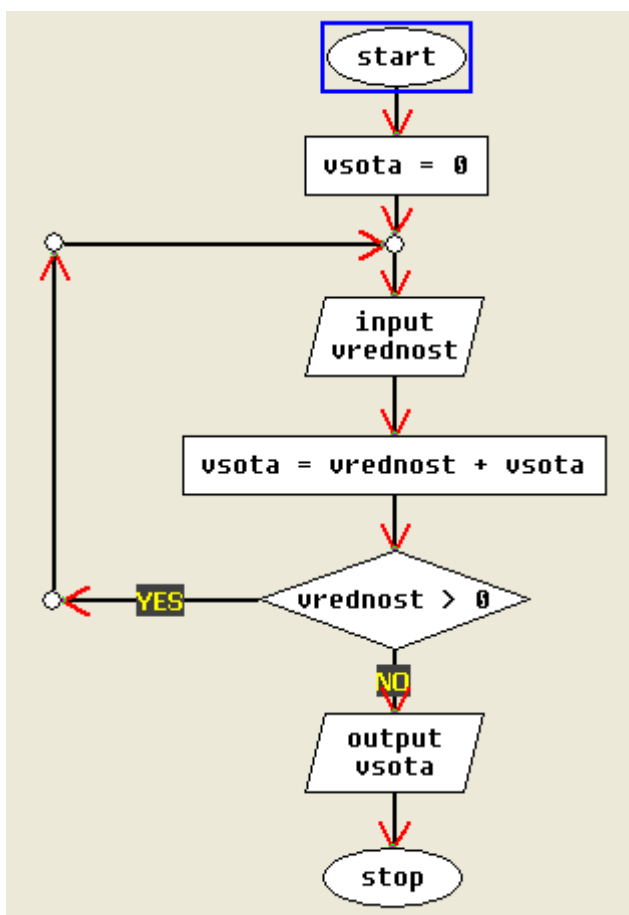 start
vsota = 0
input
vrednost
vsota = vrednost + vsota
YES
vrednost > 0
NO
output
vsota
stop